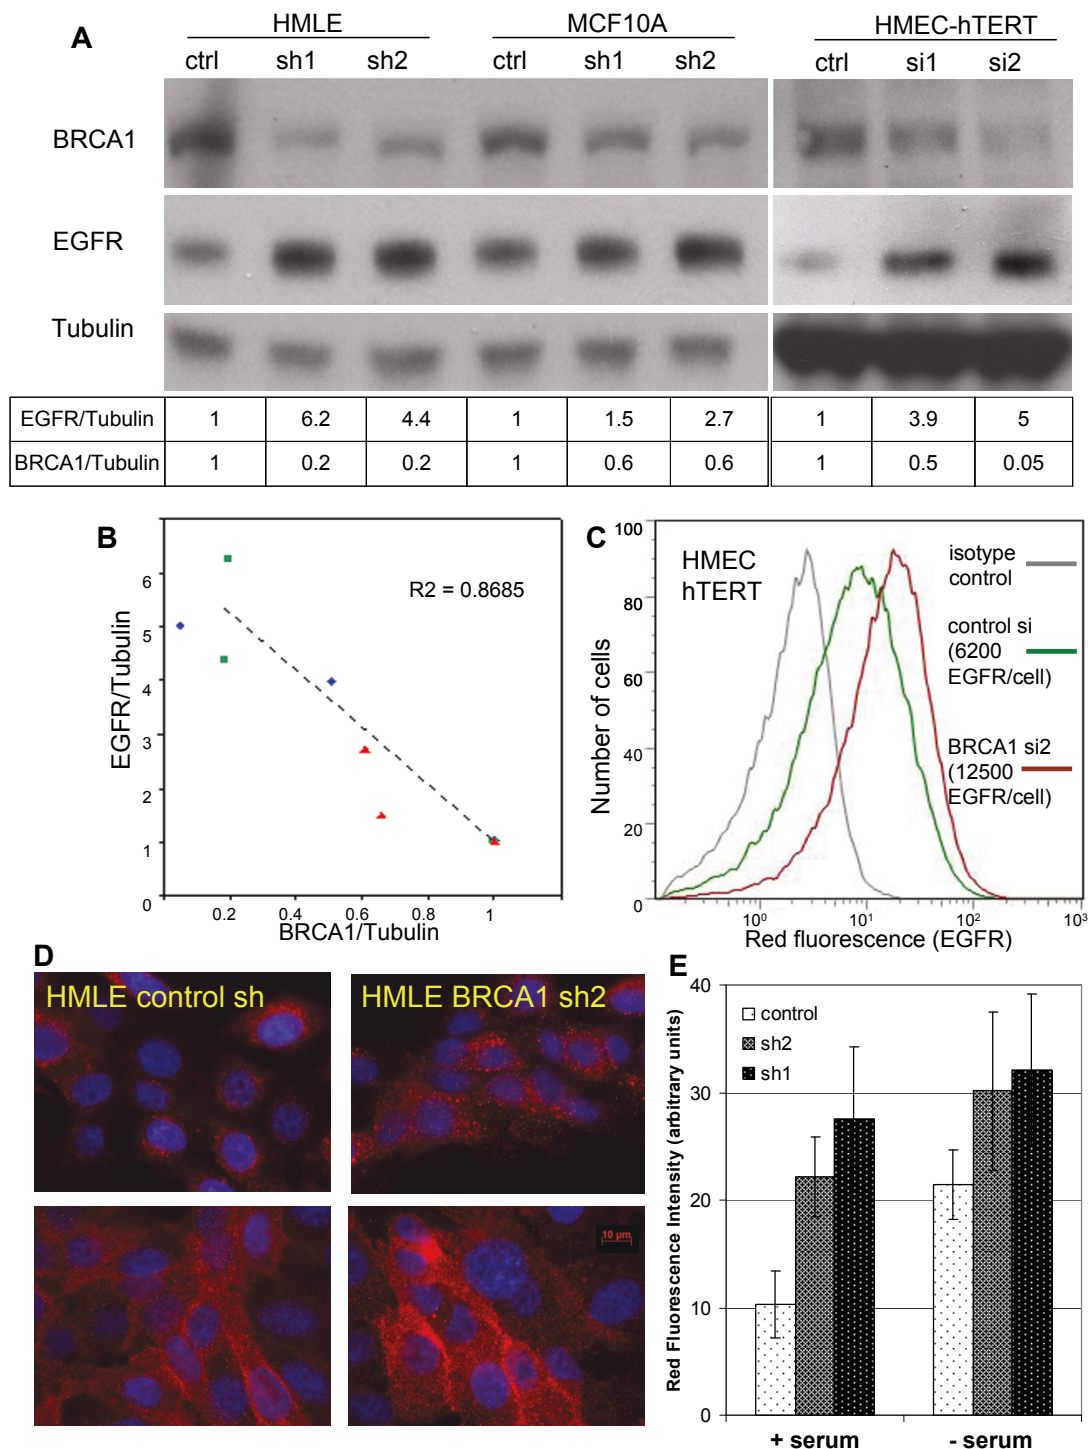 A
HMLE MCF10A HMEC-hTERT
ctrl sh1 sh2 ctrl sh1 sh2 ctrl si1 si2
BRCA1
EGFR
Tubulin
EGFR/Tubulin 1 6.2 4.4 1 1.5 2.7 1 3.9 5
BRCA1/Tubulin 1 0.2 0.2 1 0.6 0.6 1 0.5 0.05
B
R2 = 0.8685
EGFR/Tubulin
6
5
4
3
2
1
0
0.2 0.4 0.6 0.8 1
BRCA1/Tubulin
C
HMEC
hTERT
isotype
control
control si
(6200
EGFR/cell)
BRCA1 si2
(12500
EGFR/cell)
Number of cells
100
80
60
40
20
0
10⁰ 10¹ 10² 10³
Red fluorescence (EGFR)
D
HMLE control sh
HMLE BRCA1 sh2
10 µm
E
control
sh2
sh1
Red Fluorescence Intensity (arbitrary units)
40
30
20
10
0
+ serum - serum